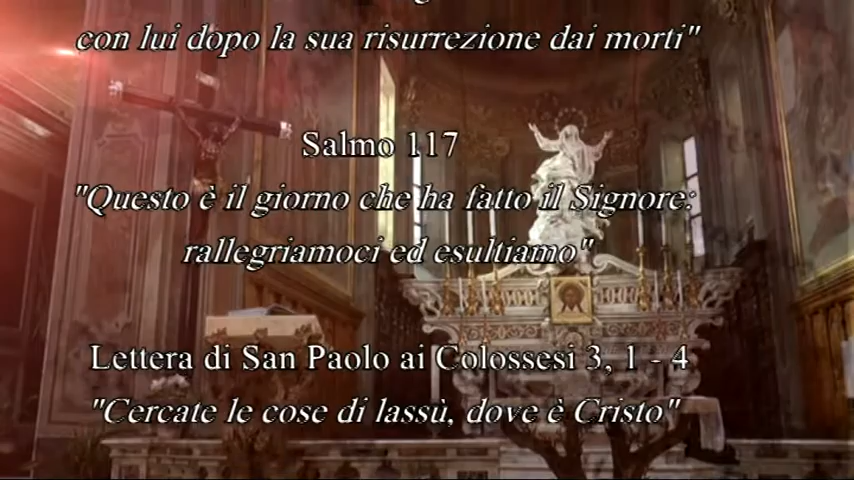 con lui dopo la sua risurrezione dai morti"
Salmo 117
"Questo è il giorno che ha fatto il Signore:
rallegriamoci ed esultiamo"
Lettera di San Paolo ai Colossesi 3, 1 - 4
"Cercate le cose di lassù, dove è Cristo"